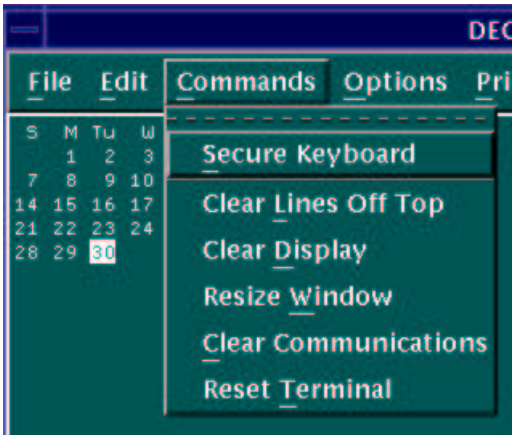 DEC
File Edit Commands Options Pri
S M Tu W
1 2 3
7 8 9 10
14 15 16 17
21 22 23 24
28 29 30
Secure Keyboard
Clear Lines Off Top
Clear Display
Resize Window
Clear Communications
Reset Terminal